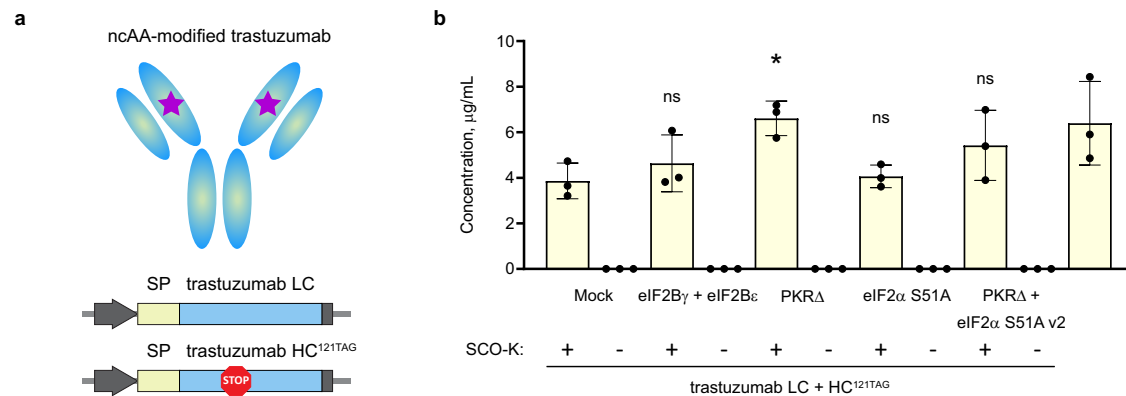 a
ncAA-modified trastuzumab
SP trastuzumab LC
SP trastuzumab HC¹²¹ᵀᴬᴳ
STOP
b
Concentration, μg/mL
10
8
6
4
2
0
ns
*
ns
ns
Mock
eIF2Bγ + eIF2Bε
PKRΔ
eIF2α S51A
PKRΔ +
eIF2α S51A v2
SCO-K: + - + - + - + - + -
trastuzumab LC + HC¹²¹ᵀᴬᴳ